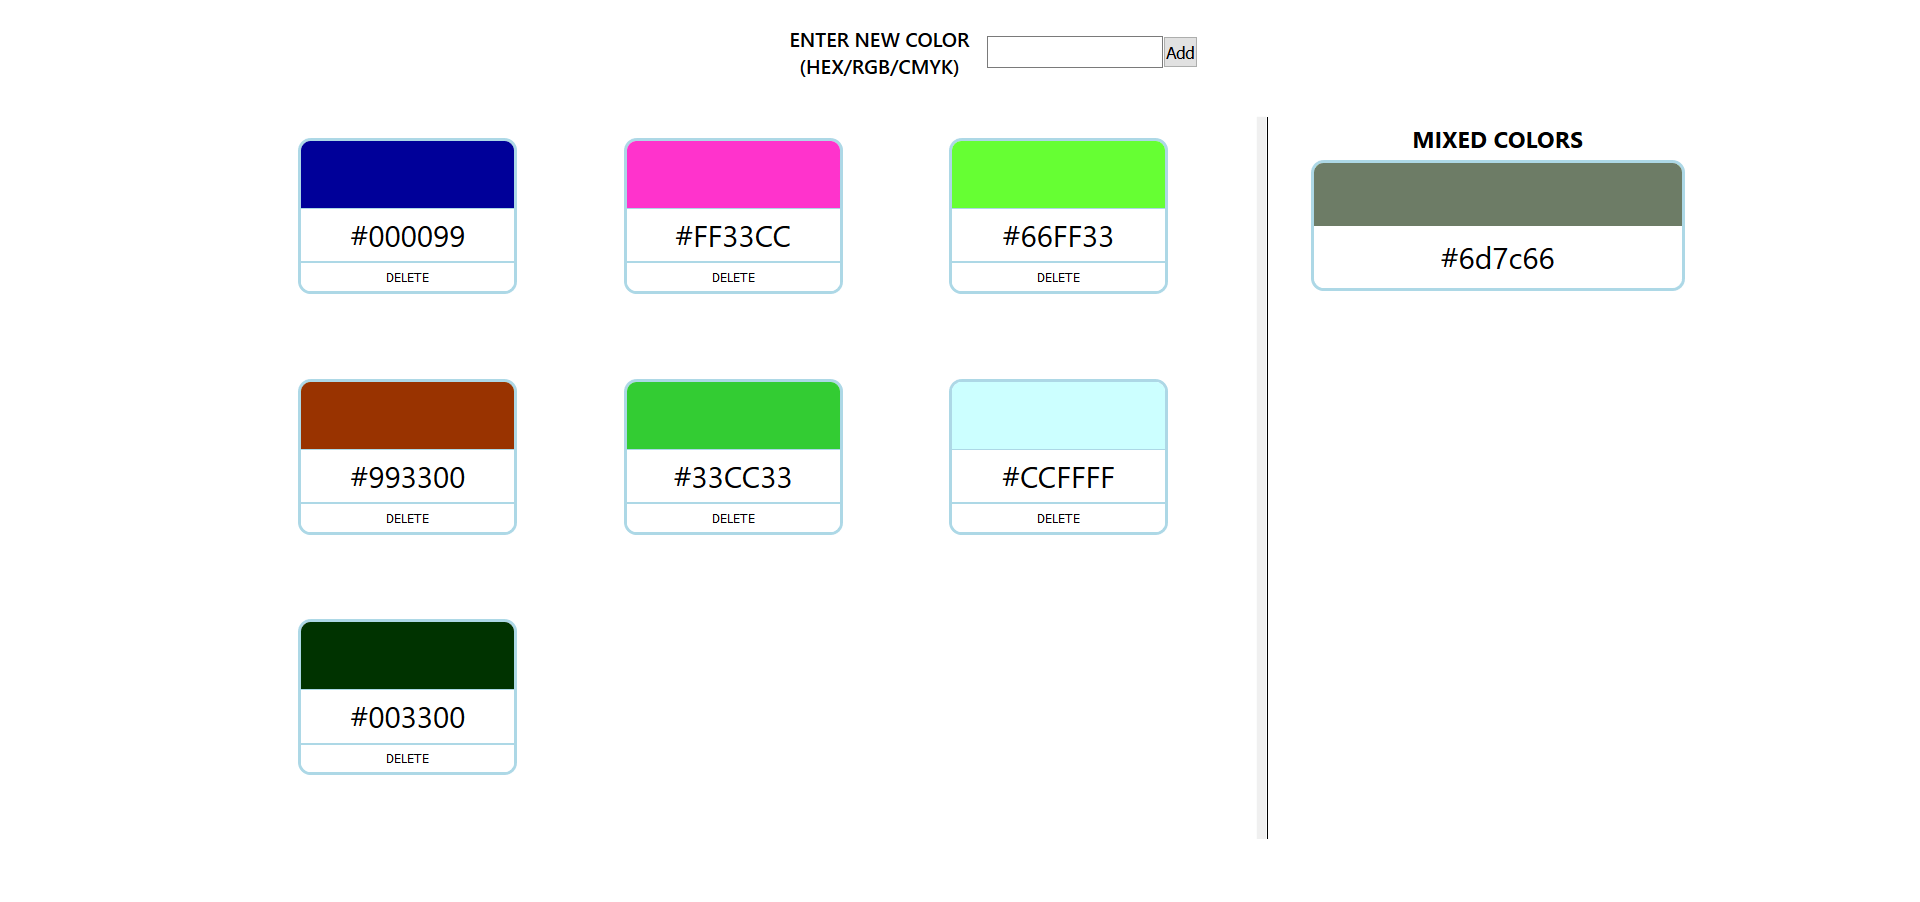 ENTER NEW COLOR
(HEX/RGB/CMYK)
Add
#000099
DELETE
#FF33CC
DELETE
#66FF33
DELETE
#993300
DELETE
#33CC33
DELETE
#CCFFFF
DELETE
#003300
DELETE
MIXED COLORS
#6d7c66